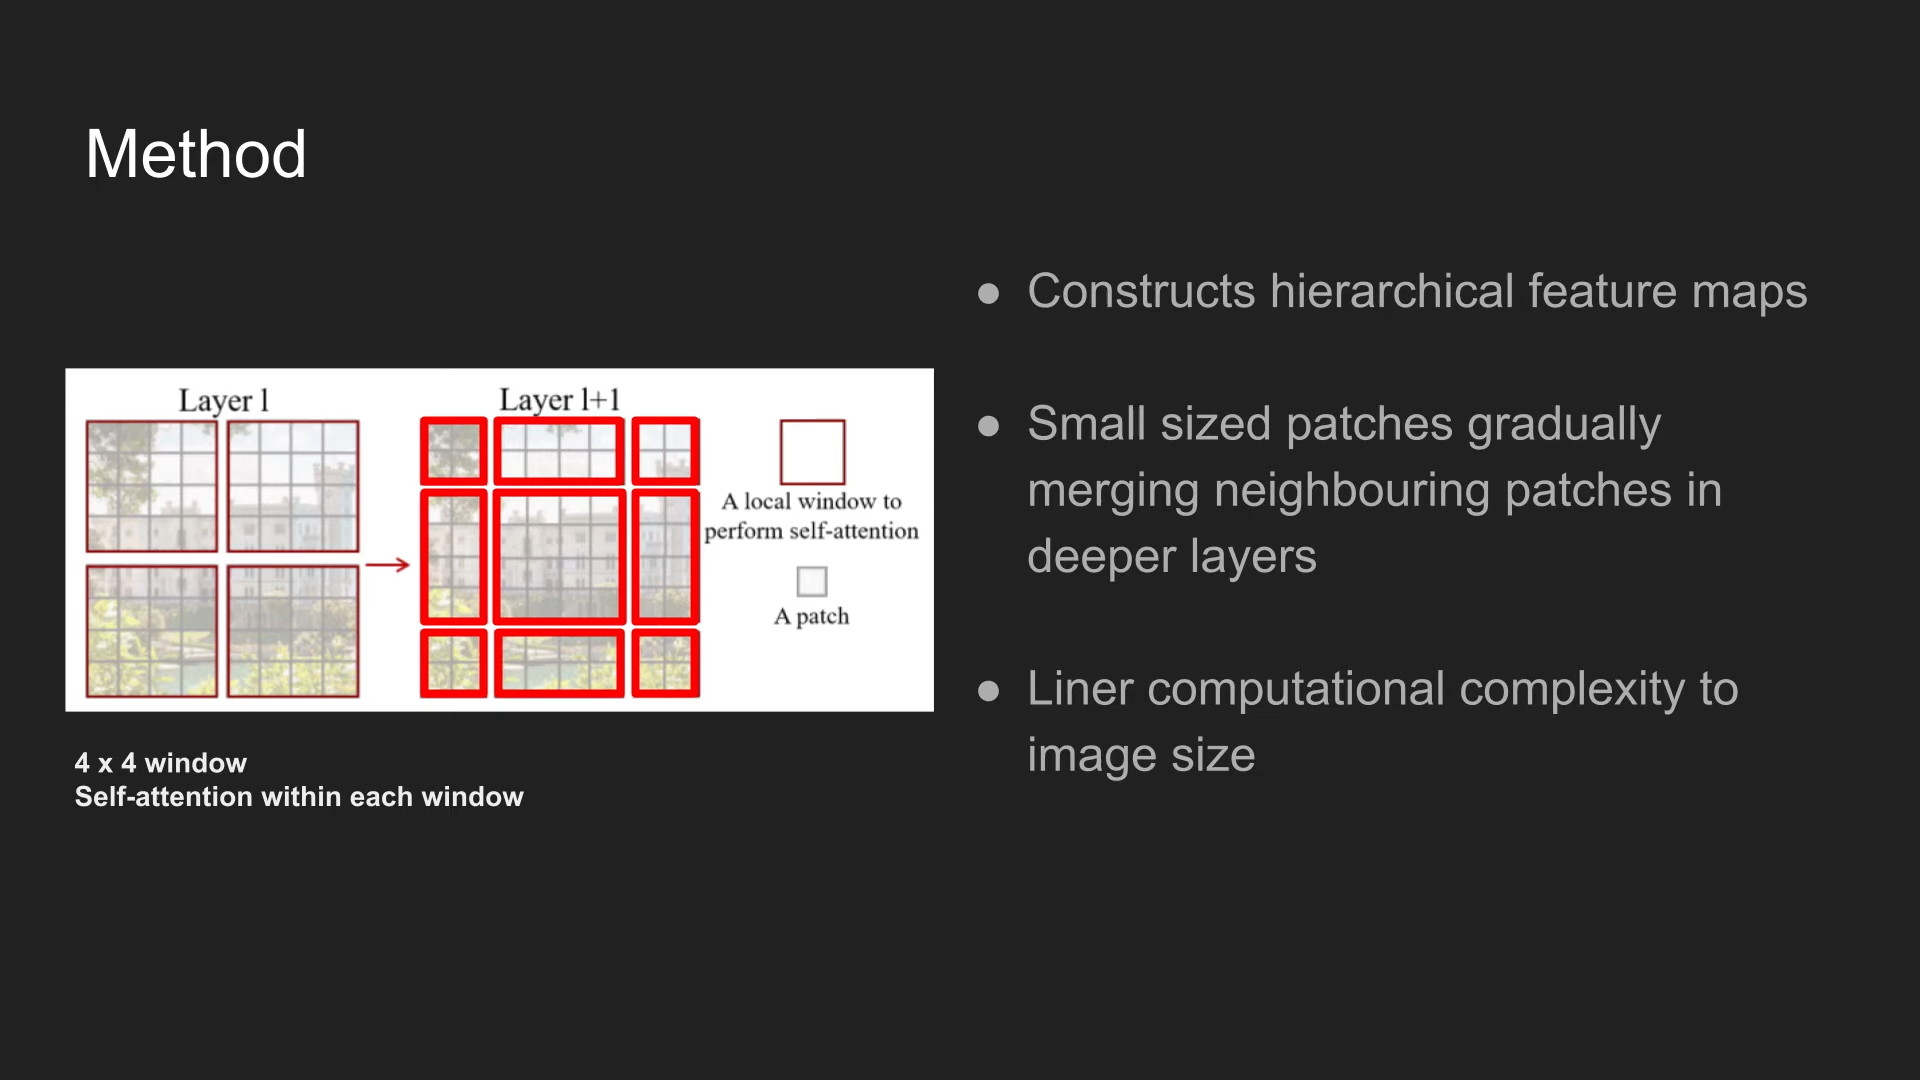 Method
Layer l
Layer l+1
A local window to
perform self-attention
A patch
4 x 4 window
Self-attention within each window
● Constructs hierarchical feature maps
● Small sized patches gradually
merging neighbouring patches in
deeper layers
● Liner computational complexity to
image size